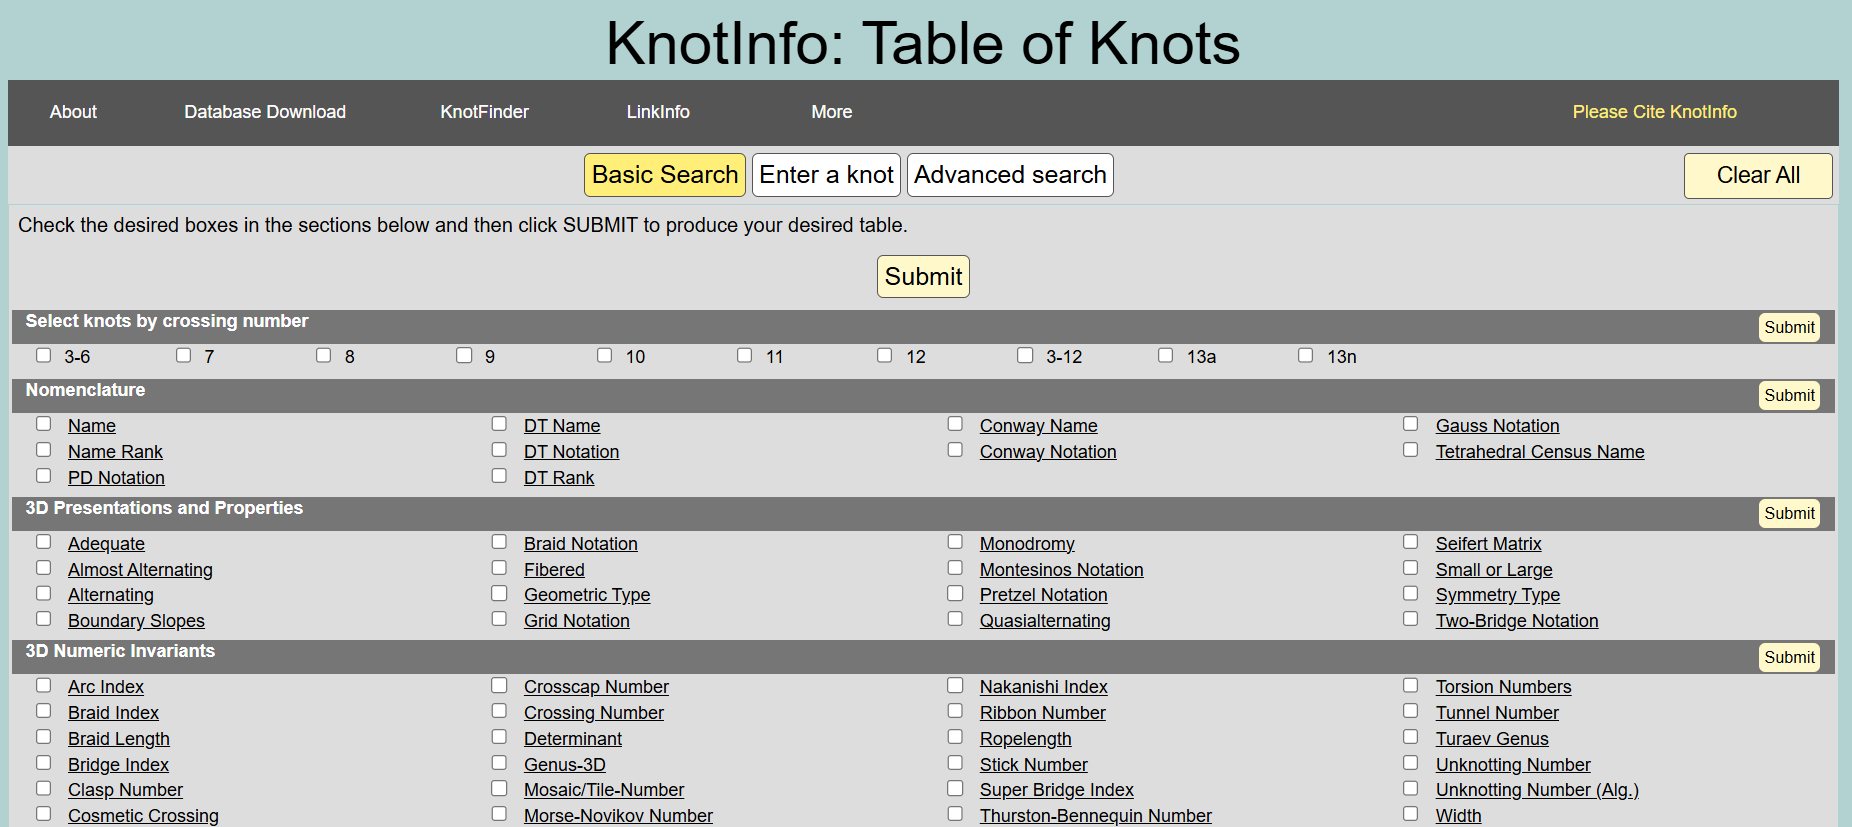 KnotInfo: Table of Knots
About Database Download KnotFinder LinkInfo More Please Cite KnotInfo
Basic Search Enter a knot Advanced search Clear All
Check the desired boxes in the sections below and then click SUBMIT to produce your desired table.
Submit
Select knots by crossing number Submit
3-6 7 8 9 10 11 12 3-12 13a 13n
Nomenclature Submit
Name DT Name Conway Name Gauss Notation
Name Rank DT Notation Conway Notation Tetrahedral Census Name
PD Notation DT Rank
3D Presentations and Properties Submit
Adequate Braid Notation Monodromy Seifert Matrix
Almost Alternating Fibered Montesinos Notation Small or Large
Alternating Geometric Type Pretzel Notation Symmetry Type
Boundary Slopes Grid Notation Quasialternating Two-Bridge Notation
3D Numeric Invariants Submit
Arc Index Crosscap Number Nakanishi Index Torsion Numbers
Braid Index Crossing Number Ribbon Number Tunnel Number
Braid Length Determinant Ropelength Turaev Genus
Bridge Index Genus-3D Stick Number Unknotting Number
Clasp Number Mosaic/Tile-Number Super Bridge Index Unknotting Number (Alg.)
Cosmetic Crossing Morse-Novikov Number Thurston-Bennequin Number Width